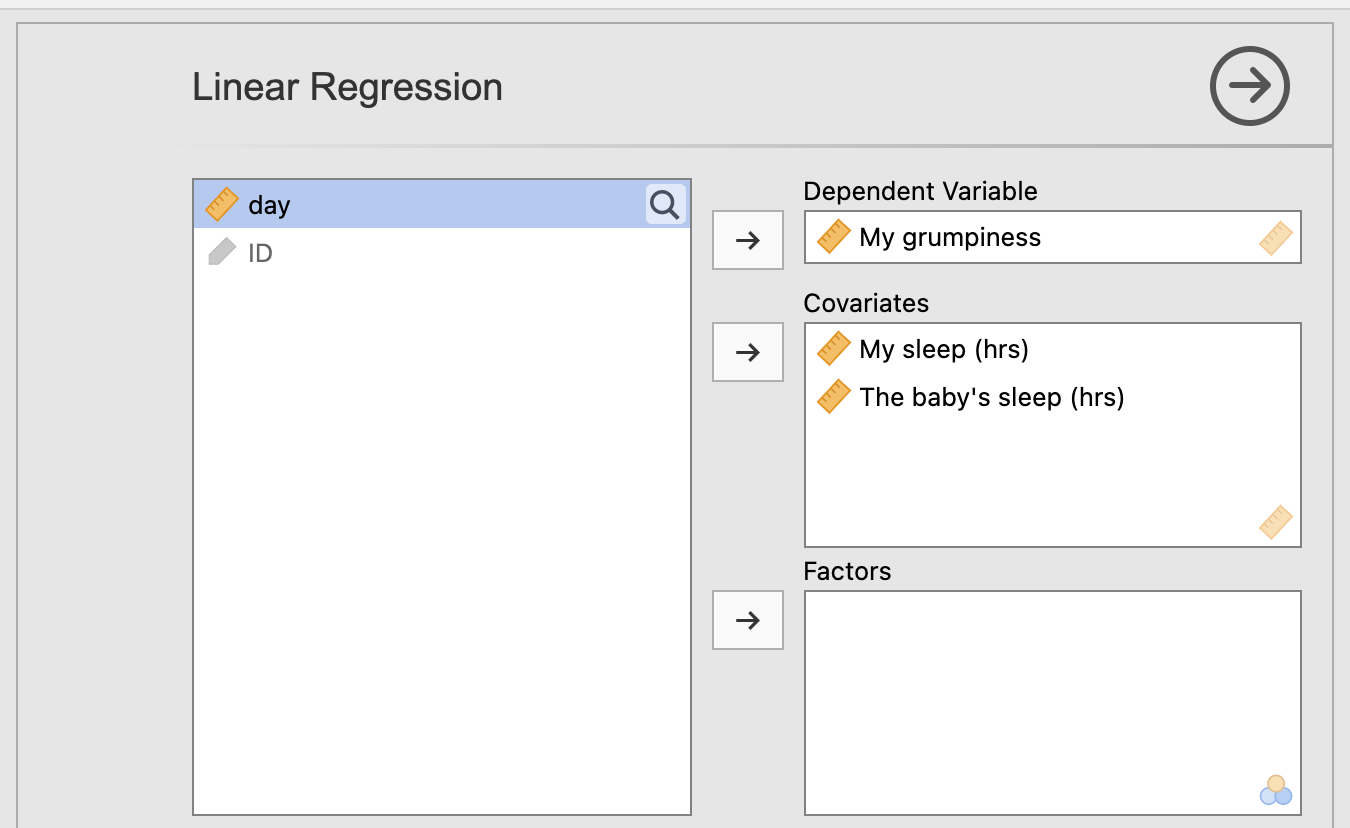 Linear Regression
day
ID
Dependent Variable
My grumpiness
Covariates
My sleep (hrs)
The baby's sleep (hrs)
Factors